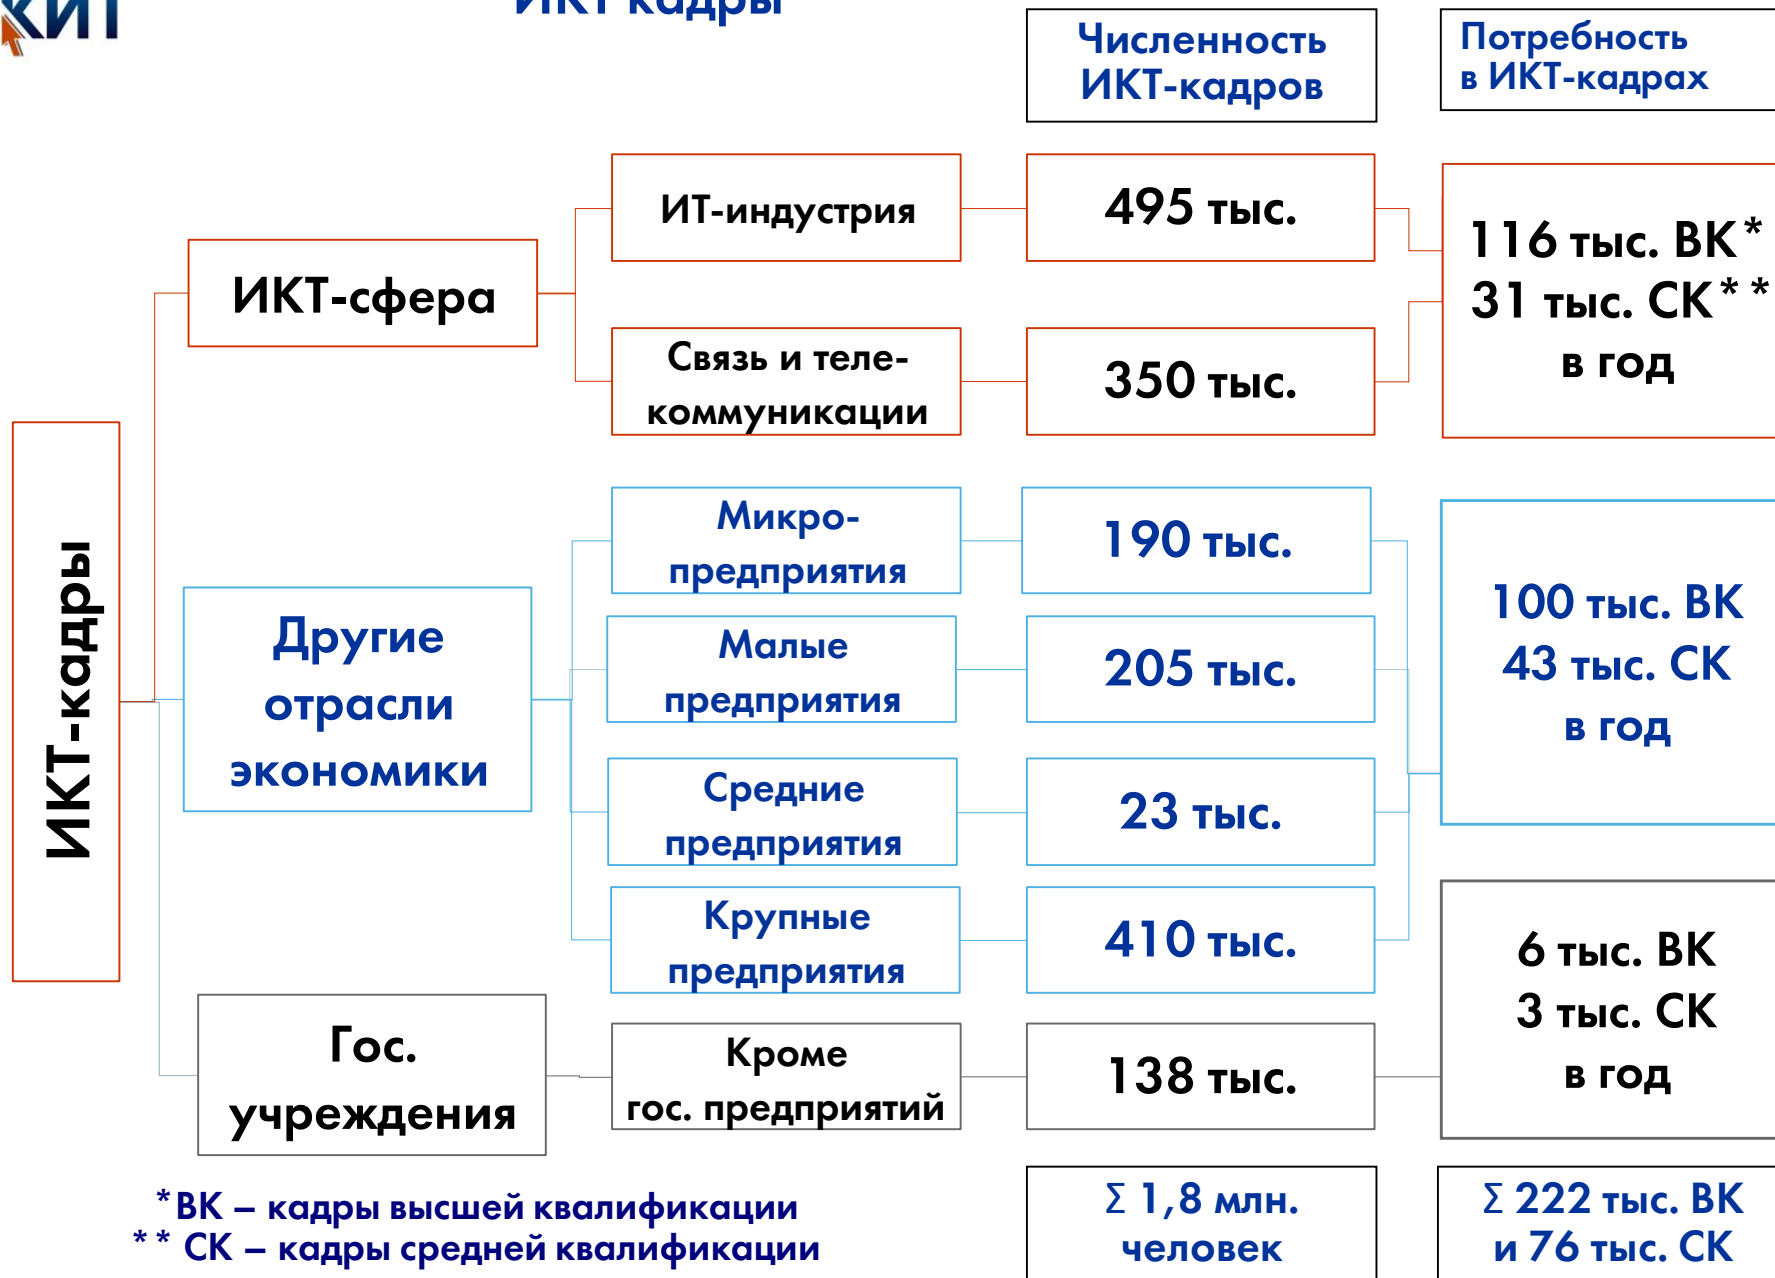 КИТ
ИКТ кадры
Численность
ИКТ-кадров
Потребность
в ИКТ-кадрах
ИТ-индустрия
495 тыс.
116 тыс. ВК*
31 тыс. СК**
в год
ИКТ-сфера
Связь и теле-
коммуникации
350 тыс.
ИКТ-кадры
Микро-
предприятия
190 тыс.
100 тыс. ВК
43 тыс. СК
в год
Другие
отрасли
экономики
Малые
предприятия
205 тыс.
Средние
предприятия
23 тыс.
Крупные
предприятия
410 тыс.
6 тыс. ВК
3 тыс. СК
в год
Гос.
учреждения
Кроме
гос. предприятий
138 тыс.
*ВК – кадры высшей квалификации
** СК – кадры средней квалификации
Σ 1,8 млн.
человек
Σ 222 тыс. ВК
и 76 тыс. СК